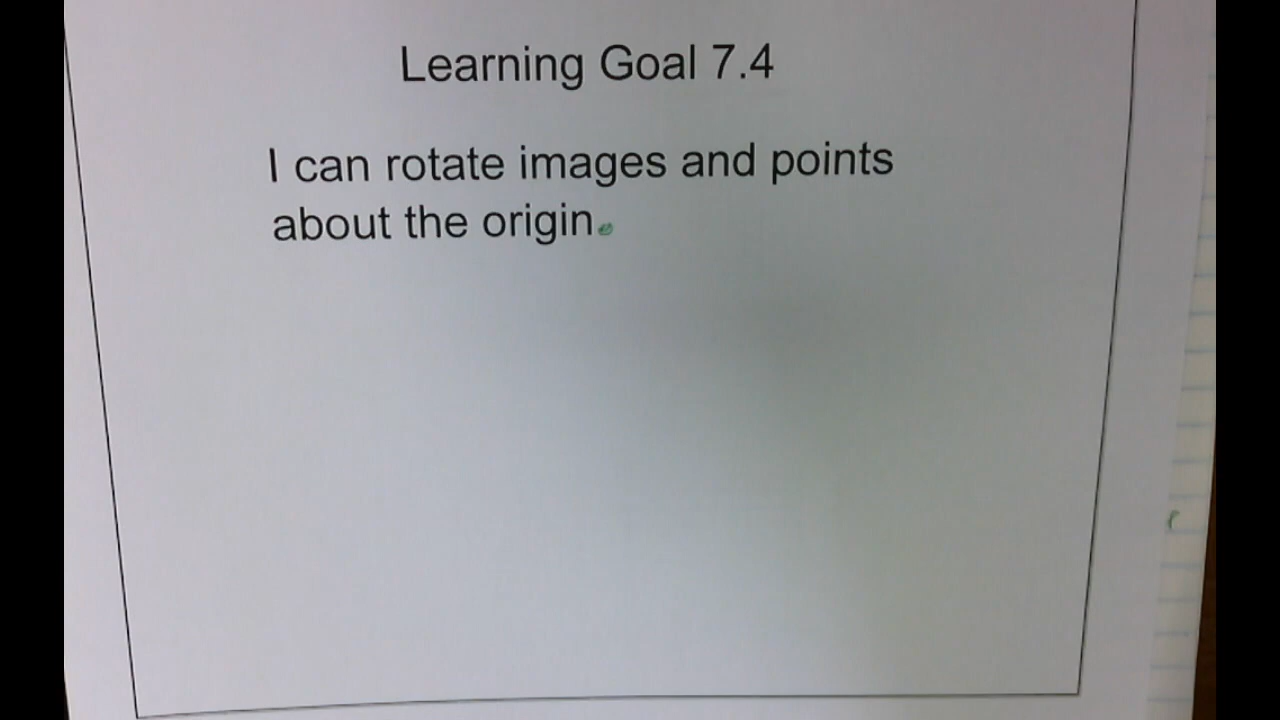 Learning Goal 7.4
I can rotate images and points
about the origin.